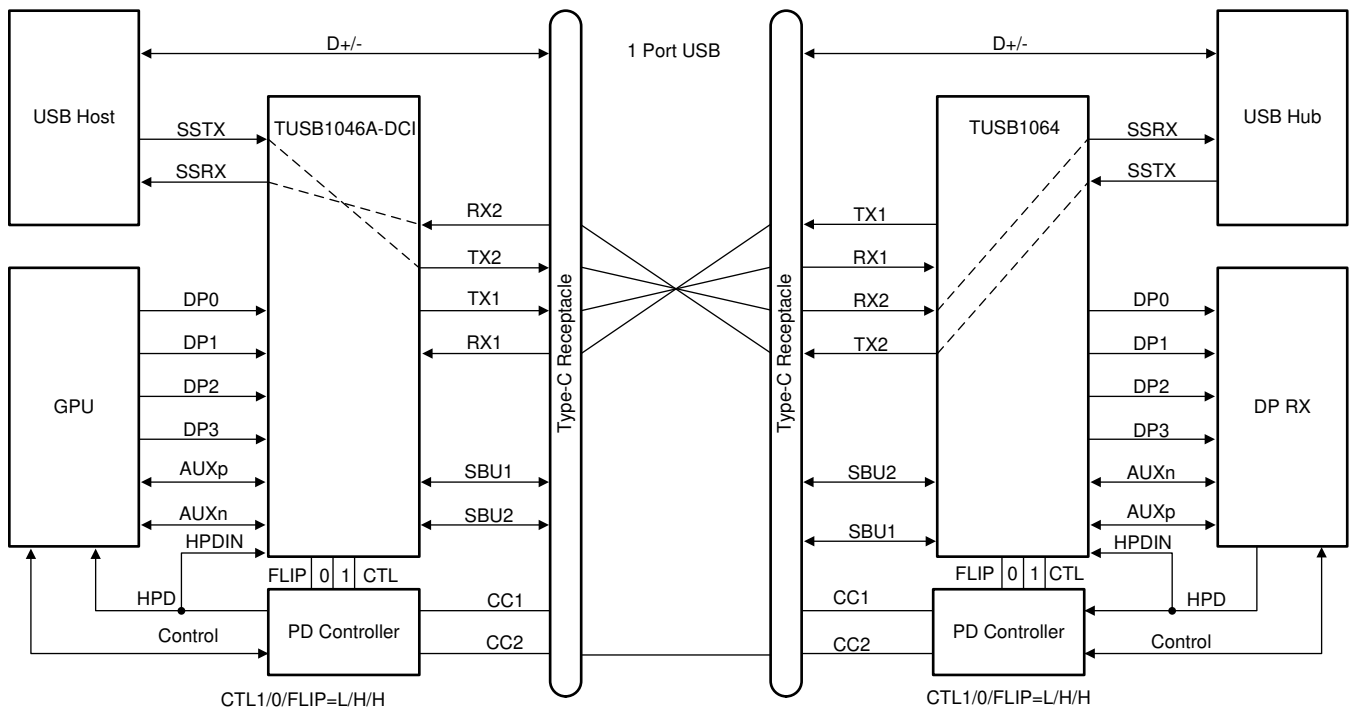 USB Host
D+/-
SSTX
SSRX
TUSB1046A-DCI
RX2
TX2
TX1
RX1
GPU
DP0
DP1
DP2
DP3
AUXp
AUXn
HPDIN
SBU1
SBU2
FLIP 0 1 CTL
HPD
Control
PD Controller
CC1
CC2
CTL1/0/FLIP=L/H/H
Type-C Receptacle
1 Port USB
Type-C Receptacle
D+/-
TUSB1064
USB Hub
SSRX
SSTX
TX1
RX1
RX2
TX2
DP0
DP1
DP2
DP3
DP RX
AUXn
AUXp
HPDIN
SBU2
SBU1
FLIP 0 1 CTL
CC1
CC2
PD Controller
HPD
Control
CTL1/0/FLIP=L/H/H